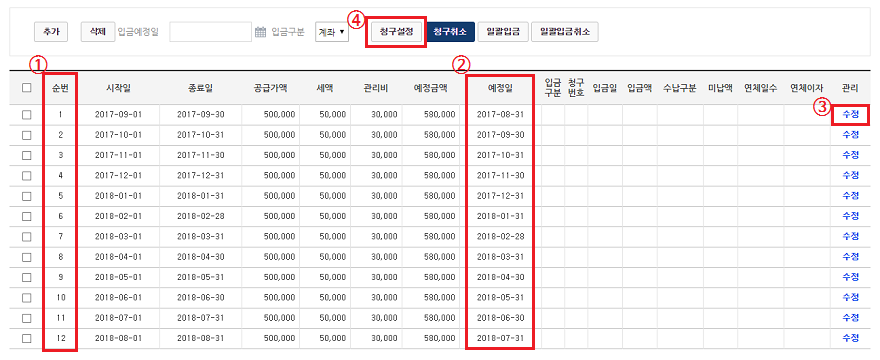 ④
추가 삭제 입금예정일 입금구분 계좌 ▼ 청구설정 청구취소 일괄입금 일괄입금취소
① ②
순번 시작일 종료일 공급가액 세액 관리비 예정금액 예정일 입금구분 청구번호 입금일 입금액 수납구분 미납액 연체일수 연체이자 관리
③
1 2017-09-01 2017-09-30 500,000 50,000 30,000 580,000 2017-08-31 수정
2 2017-10-01 2017-10-31 500,000 50,000 30,000 580,000 2017-09-30 수정
3 2017-11-01 2017-11-30 500,000 50,000 30,000 580,000 2017-10-31 수정
4 2017-12-01 2017-12-31 500,000 50,000 30,000 580,000 2017-11-30 수정
5 2018-01-01 2018-01-31 500,000 50,000 30,000 580,000 2017-12-31 수정
6 2018-02-01 2018-02-28 500,000 50,000 30,000 580,000 2018-01-31 수정
7 2018-03-01 2018-03-31 500,000 50,000 30,000 580,000 2018-02-28 수정
8 2018-04-01 2018-04-30 500,000 50,000 30,000 580,000 2018-03-31 수정
9 2018-05-01 2018-05-31 500,000 50,000 30,000 580,000 2018-04-30 수정
10 2018-06-01 2018-06-30 500,000 50,000 30,000 580,000 2018-05-31 수정
11 2018-07-01 2018-07-31 500,000 50,000 30,000 580,000 2018-06-30 수정
12 2018-08-01 2018-08-31 500,000 50,000 30,000 580,000 2018-07-31 수정